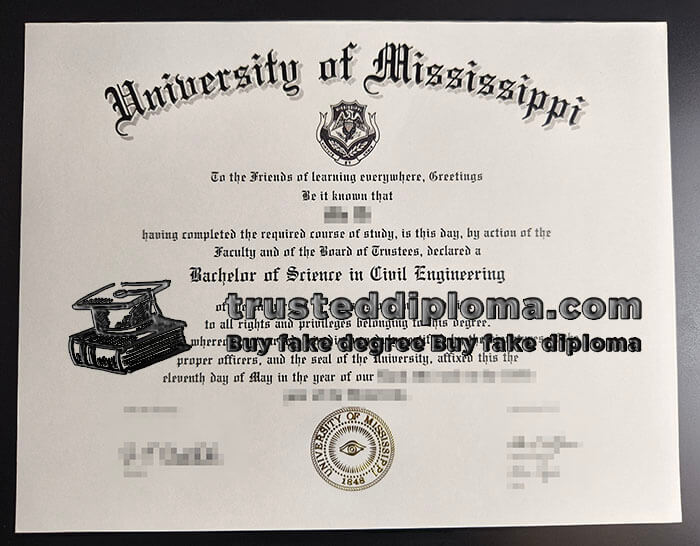 University of Mississippi
To the Friends of learning everywhere, Greetings
Be it known that
having completed the required course of study, is this day, by action of the
Faculty and of the Board of Trustees, declared a
Bachelor of Science in Civil Engineering
of
trusteddiploma.com
to all rights and privileges belonging to this degree.
Buy fake degree Buy fake diploma
proper officers, and the seal of the University, affixed this the
eleventh day of May in the year of our
UNIVERSITY OF MISSISSIPPI
1848